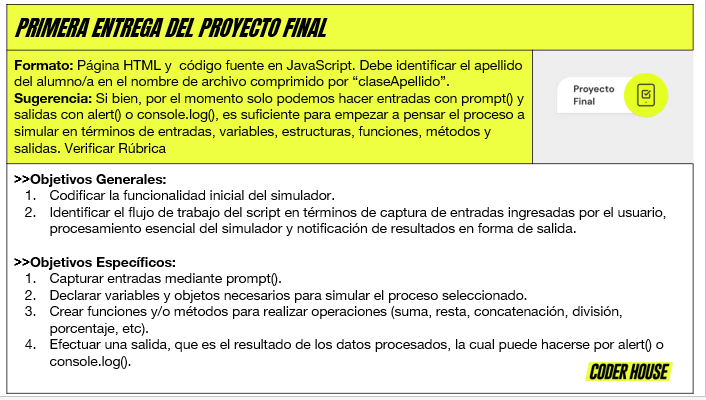 PRIMERA ENTREGA DEL PROYECTO FINAL
Formato: Página HTML y código fuente en JavaScript. Debe identificar el apellido
del alumno/a en el nombre de archivo comprimido por “claseApellido”.
Sugerencia: Si bien, por el momento solo podemos hacer entradas con prompt() y
salidas con alert() o console.log(), es suficiente para empezar a pensar el proceso a
simular en términos de entradas, variables, estructuras, funciones, métodos y
salidas. Verificar Rúbrica
Proyecto
Final
>>Objetivos Generales:
1. Codificar la funcionalidad inicial del simulador.
2. Identificar el flujo de trabajo del script en términos de captura de entradas ingresadas por el usuario,
procesamiento esencial del simulador y notificación de resultados en forma de salida.
>>Objetivos Específicos:
1. Capturar entradas mediante prompt().
2. Declarar variables y objetos necesarios para simular el proceso seleccionado.
3. Crear funciones y/o métodos para realizar operaciones (suma, resta, concatenación, división,
porcentaje, etc).
4. Efectuar una salida, que es el resultado de los datos procesados, la cual puede hacerse por alert() o
console.log().
CODER HOUSE